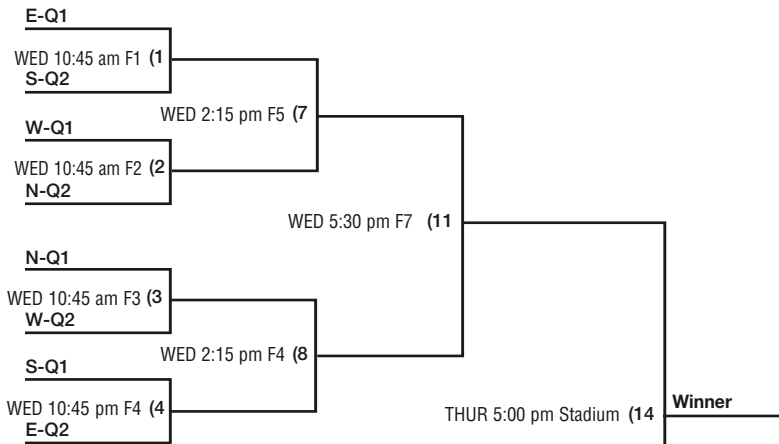 E-Q1
WED 10:45 am F1 (1
S-Q2
WED 2:15 pm F5 (7
W-Q1
WED 10:45 am F2 (2
N-Q2
WED 5:30 pm F7 (11
N-Q1
WED 10:45 am F3 (3
W-Q2
WED 2:15 pm F4 (8
S-Q1
WED 10:45 pm F4 (4
E-Q2
THUR 5:00 pm Stadium (14
Winner